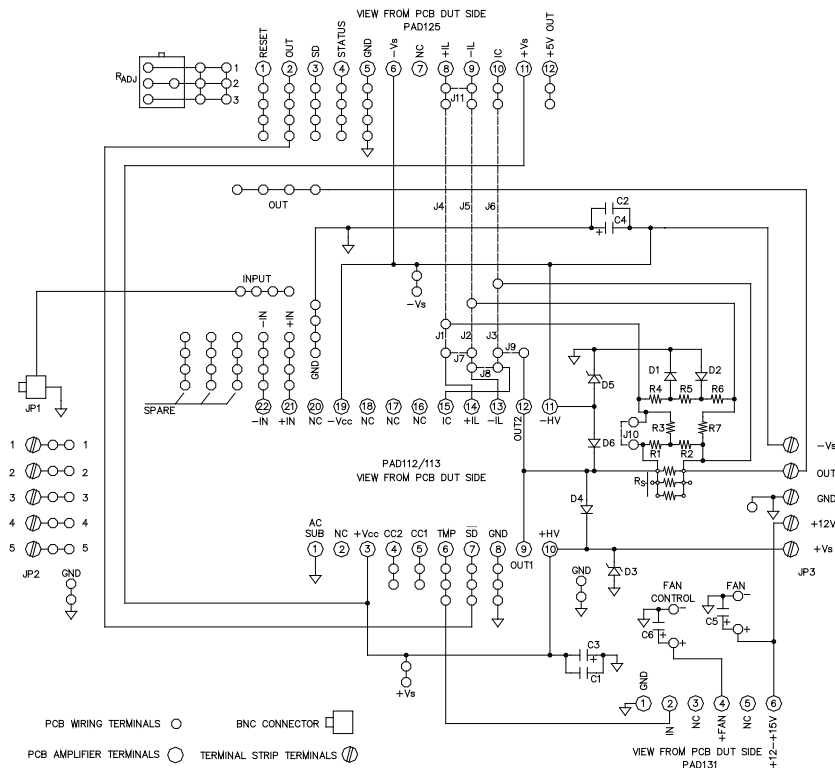 VIEW FROM PCB DUT SIDE
PAD125
RESET
OUT
SD
STATUS
GND
-Vs
NC
+IL
-IL
IC
+Vs
+5V OUT
1 2 3 4 5 6 7 8 9 10 11 12
RADJ
1
2
3
J11
OUT
J4
J5
J6
C2
C4
+
INPUT
-Vs
-IN
+IN
GND
J1
J2
J3
J9
J7
J8
D5
D1
D2
R4
R5
R6
JP1
SPARE
22 21 20 19 18 17 16 15 14 13 12 11
-IN
+IN
NC
-Vcc
NC
NC
NC
IC
+IL
-IL
OUT2
-HV
R3
J10
R7
D6
R1
R2
-Vs
PAD112/113
VIEW FROM PCB DUT SIDE
RS
OUT
1 1
2 2
3 3
4 4
5 5
JP2
GND
D4
GND
+12V
+Vs
JP3
AC
SUB
NC
+Vcc
CC2
CC1
TMP
SD
GND
OUT1
+HV
1 2 3 4 5 6 7 8 9 10
D3
GND
FAN
CONTROL
FAN
-
-
C6
+
+
C5
+
+
C3
+
C1
+Vs
GND
1 2 3 4 5 6
IN
NC
+FAN
NC
+12-+15V
VIEW FROM PCB DUT SIDE
PAD131
PCB WIRING TERMINALS
BNC CONNECTOR
PCB AMPLIFIER TERMINALS
TERMINAL STRIP TERMINALS